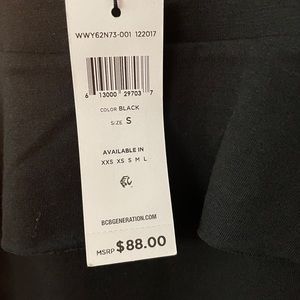 WWY62N73-001 122017
6 13000 29703 7
COLOR BLACK
SIZE S
AVAILABLE IN
XXS XS S M L
BCBGENERATION.COM
MSRP $88.00